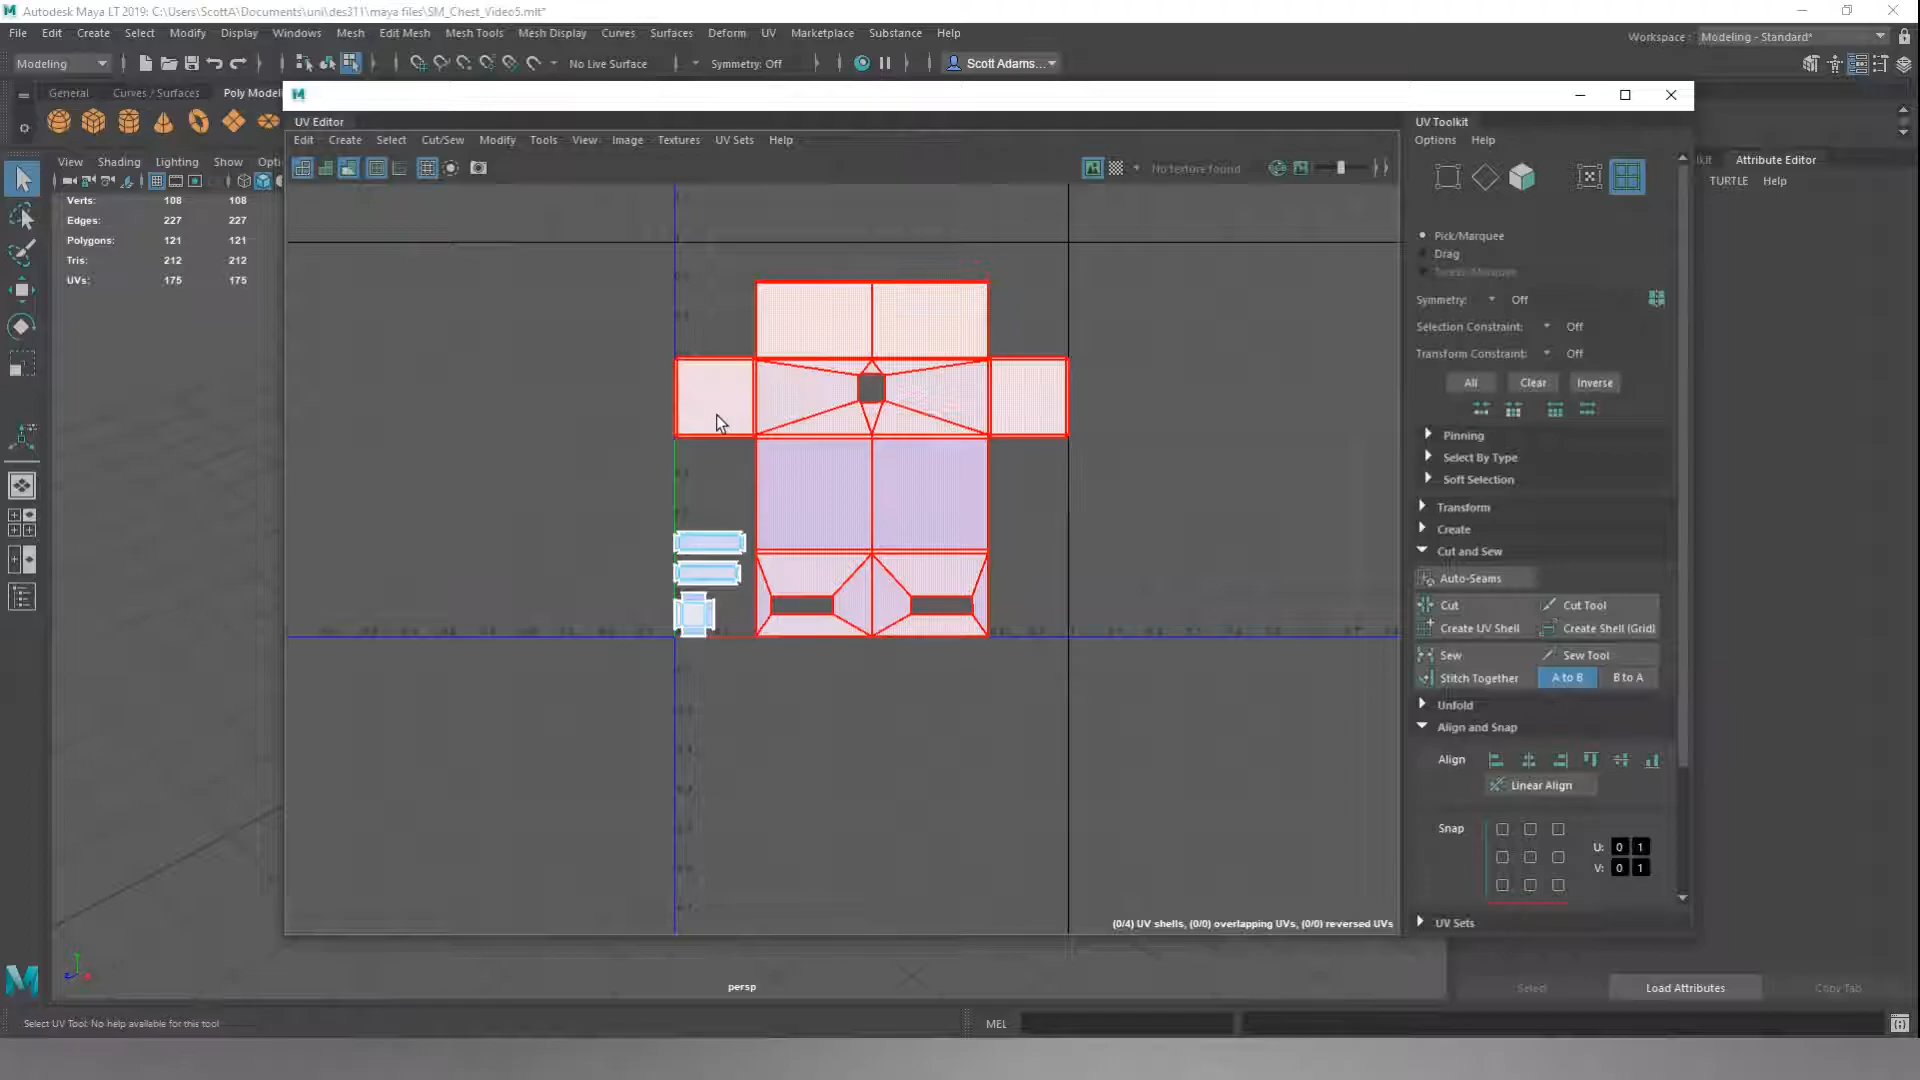 Autodesk Maya LT 2019: C:\Users\ScottA\Documents\uni\des311\maya files\SM_Chest_Video5.mlt*
File Edit Create Select Modify Display Windows Mesh Edit Mesh Mesh Tools Mesh Display Curves Surfaces Deform UV Marketplace Substance Help
Workspace: Modeling - Standard*
Modeling No Live Surface Symmetry: Off Scott Adams...
General Curves / Surfaces Poly Model
UV Editor
UV Toolkit
Edit Create Select Cut/Sew Modify Tools View Image Textures UV Sets Help
Options Help
View Shading Lighting Show Opti
No texture found
Attribute Editor
TURTLE Help
Verts: 108 108
Edges: 227 227
Polygons: 121 121
Tris: 212 212
UVs: 175 175
Pick/Marquee
Drag
Symmetry: Off
Selection Constraint: Off
Transform Constraint: Off
All Clear Inverse
Pinning
Select By Type
Soft Selection
Transform
Create
Cut and Sew
Auto-Seams
Cut Cut Tool
Create UV Shell Create Shell (Grid)
Sew Sew Tool
Stitch Together A to B B to A
Unfold
Align and Snap
Align
Linear Align
Snap
U: 0 1
V: 0 1
UV Sets
(0/4) UV shells, (0/0) overlapping UVs, (0/0) reversed UVs
persp
Select Load Attributes Copy Tab
Select UV Tool: No help available for this tool
MEL